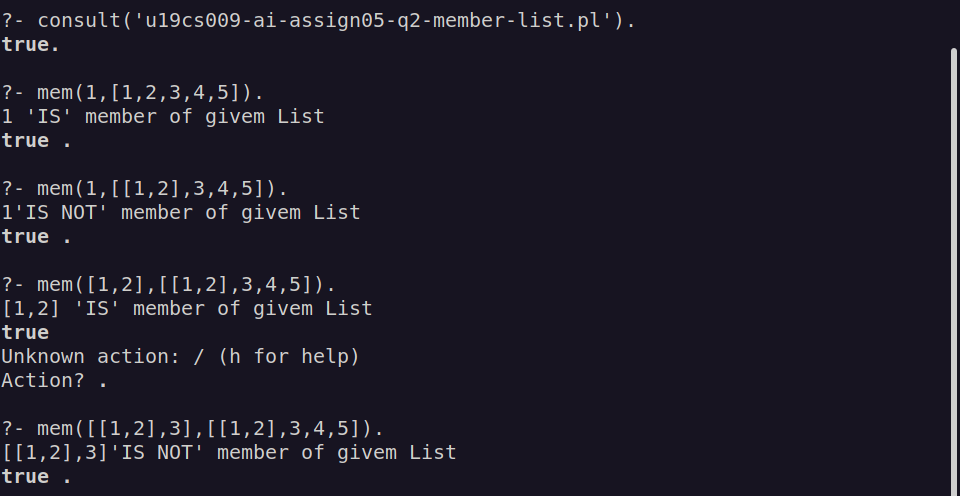 ?- consult('u19cs009-ai-assign05-q2-member-list.pl').
true.
?- mem(1,[1,2,3,4,5]).
1 'IS' member of givem List
true .
?- mem(1,[[1,2],3,4,5]).
1'IS NOT' member of givem List
true .
?- mem([1,2],[[1,2],3,4,5]).
[1,2] 'IS' member of givem List
true
Unknown action: / (h for help)
Action? .
?- mem([[1,2],3],[[1,2],3,4,5]).
[[1,2],3]'IS NOT' member of givem List
true .